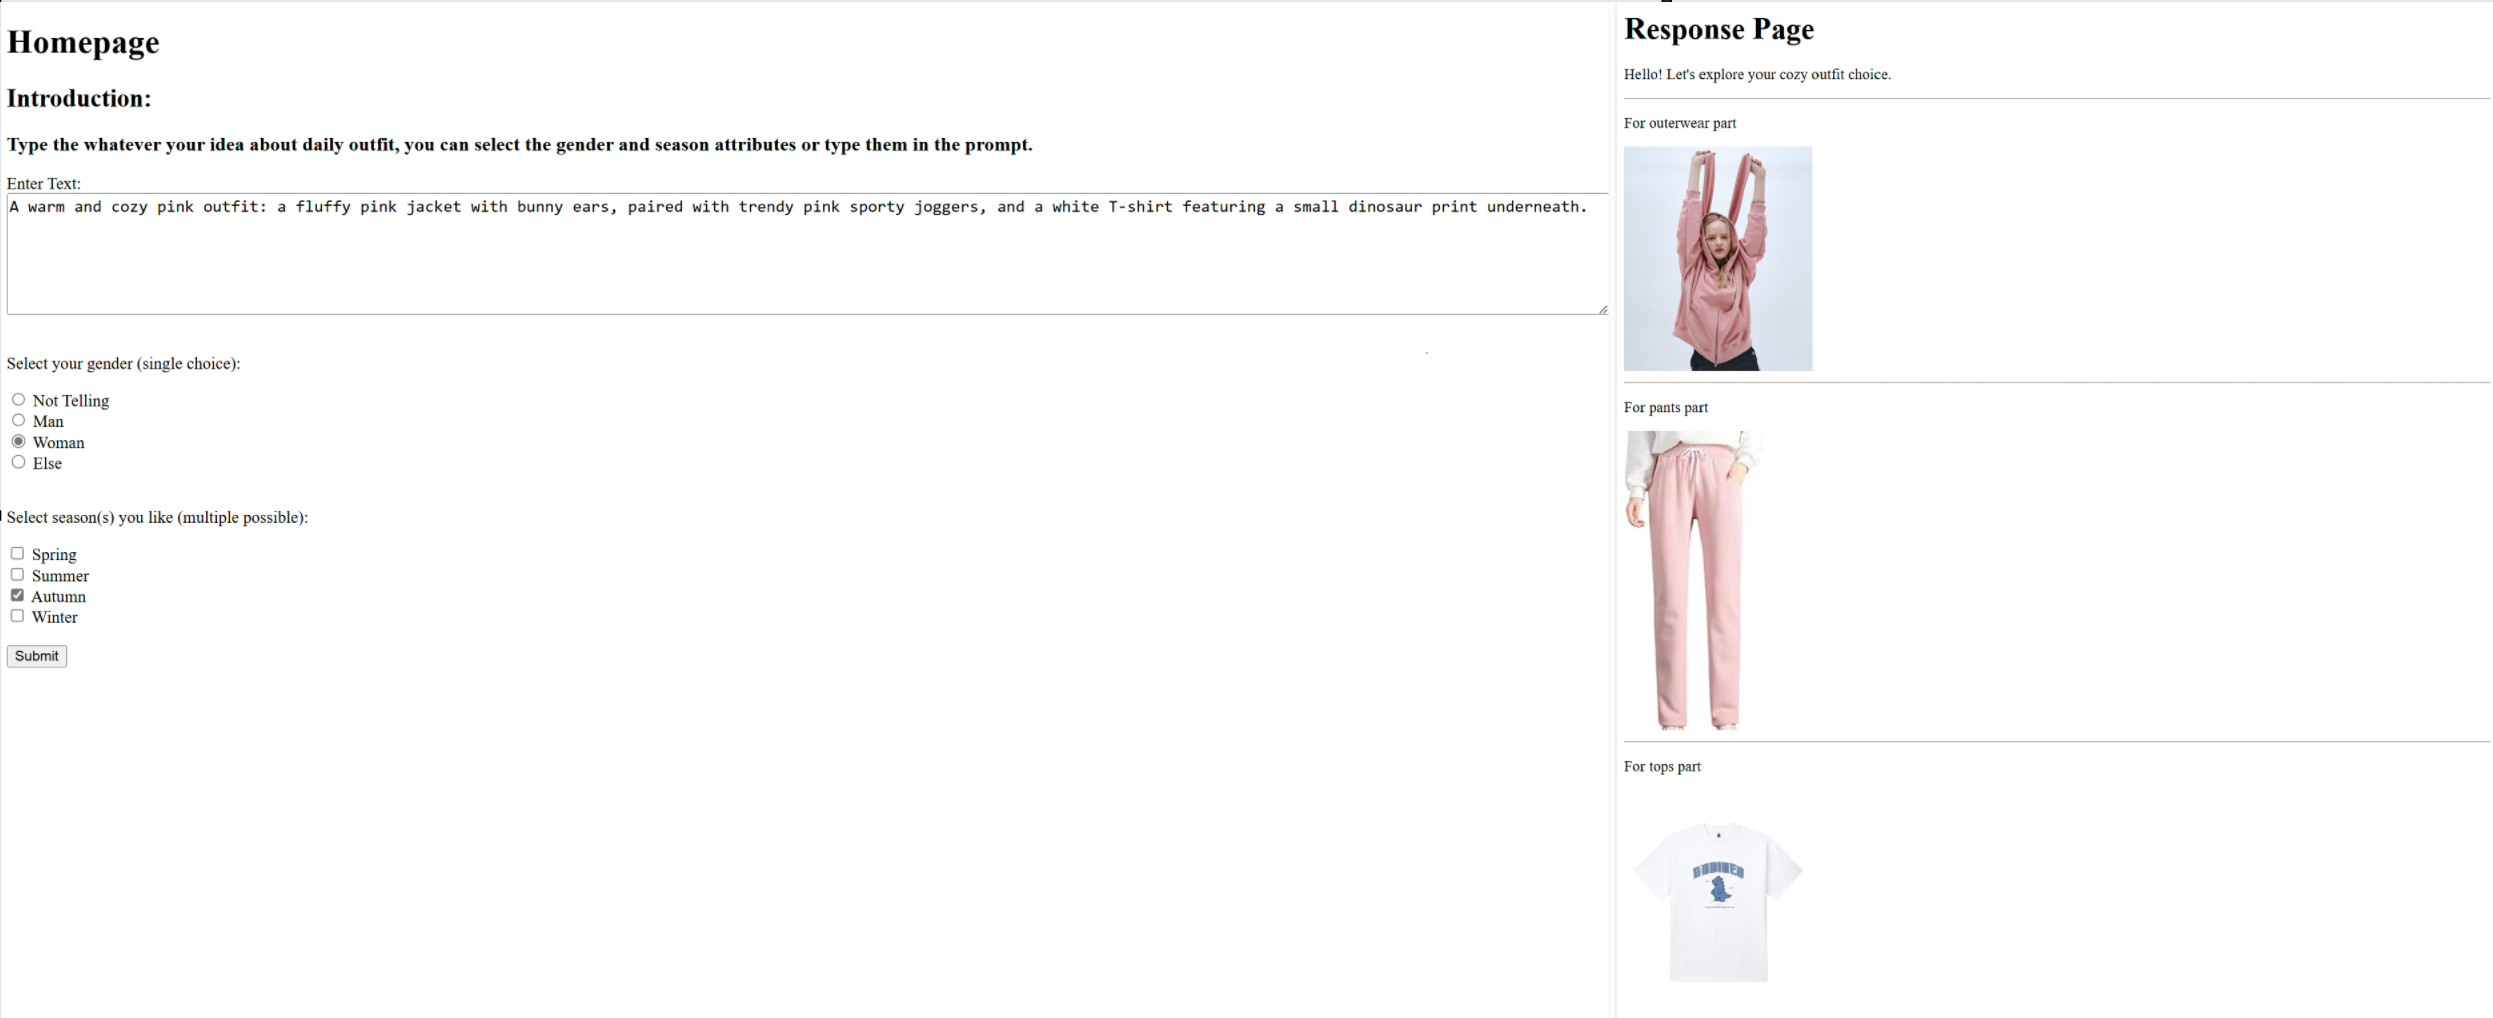 Homepage
Introduction:
Type the whatever your idea about daily outfit, you can select the gender and season attributes or type them in the prompt.
Enter Text:
A warm and cozy pink outfit: a fluffy pink jacket with bunny ears, paired with trendy pink sporty joggers, and a white T-shirt featuring a small dinosaur print underneath.
Select your gender (single choice):
Not Telling
Man
Woman
Else
Select season(s) you like (multiple possible):
Spring
Summer
Autumn
Winter
Submit
Response Page
Hello! Let's explore your cozy outfit choice.
For outerwear part
For pants part
For tops part